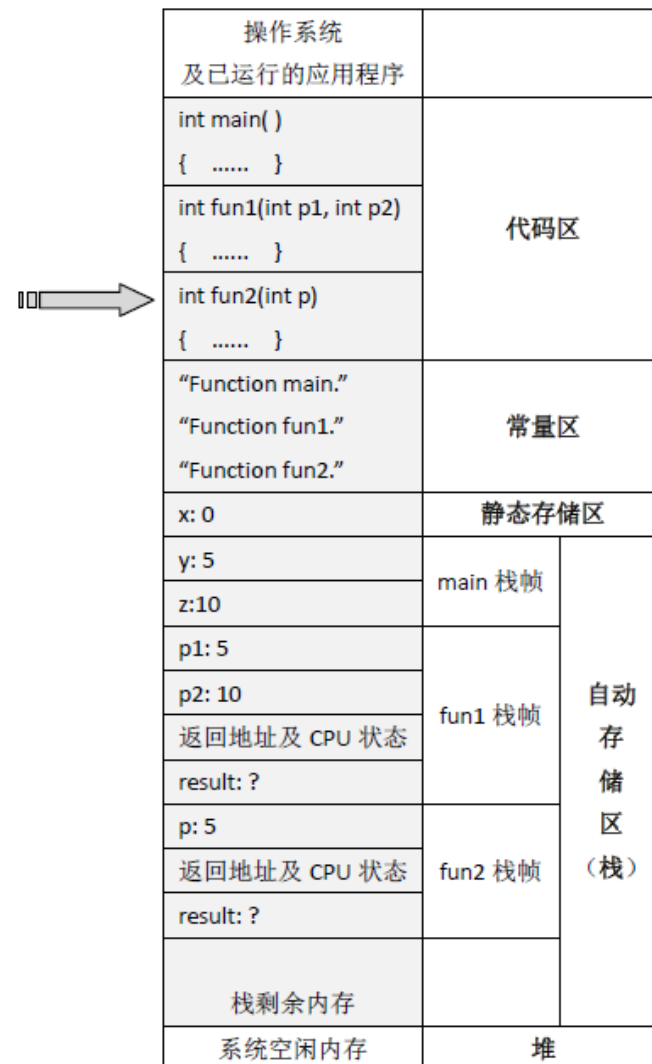 操作系统
及已运行的应用程序
int main( )
{ ...... }
int fun1(int p1, int p2)
{ ...... }
int fun2(int p)
{ ...... }
代码区
“Function main.”
“Function fun1.”
“Function fun2.”
常量区
x: 0
静态存储区
y: 5
z:10
main 栈帧
p1: 5
p2: 10
返回地址及 CPU 状态
result: ?
fun1 栈帧
p: 5
返回地址及 CPU 状态
result: ?
fun2 栈帧
栈剩余内存
自动
存
储
区
（栈）
系统空闲内存
堆